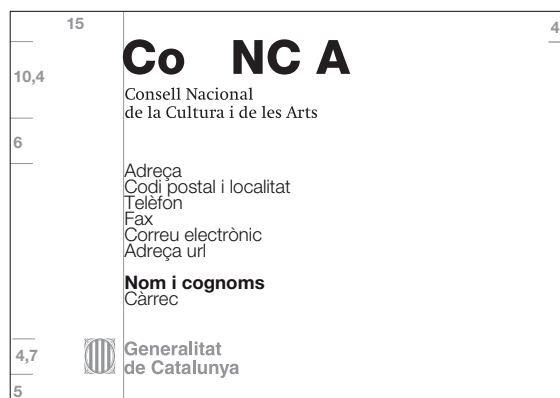 15
4
Co NC A
10,4
Consell Nacional
de la Cultura i de les Arts
6
Adreça
Codi postal i localitat
Telèfon
Fax
Correu electrònic
Adreça url
Nom i cognoms
Càrrec
4,7
Generalitat
de Catalunya
5